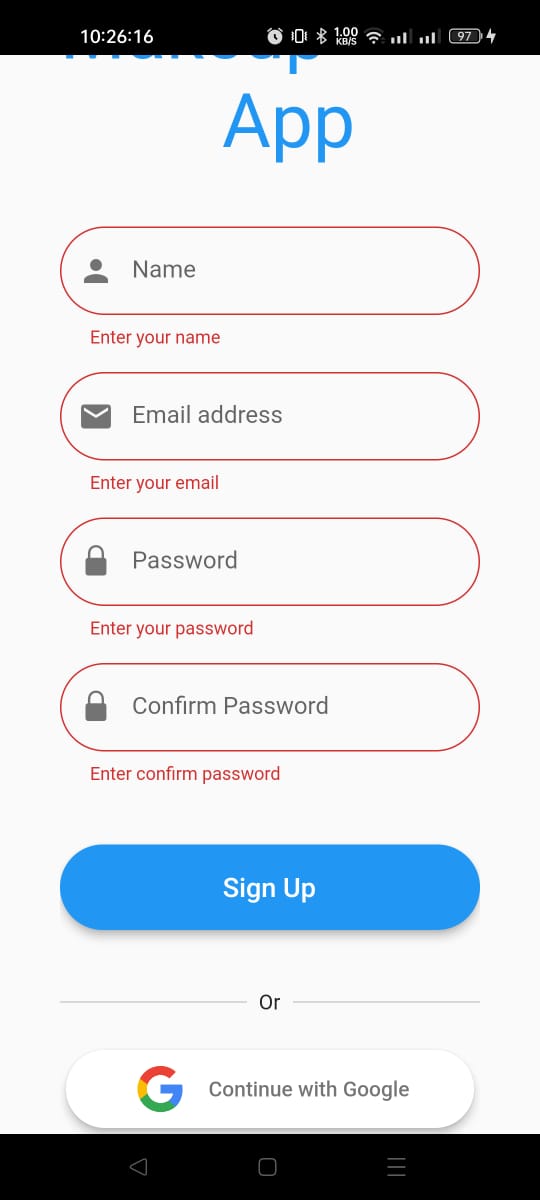 10:26:16
1.00
KB/S
97
App
Name
Enter your name
Email address
Enter your email
Password
Enter your password
Confirm Password
Enter confirm password
Sign Up
Or
Continue with Google